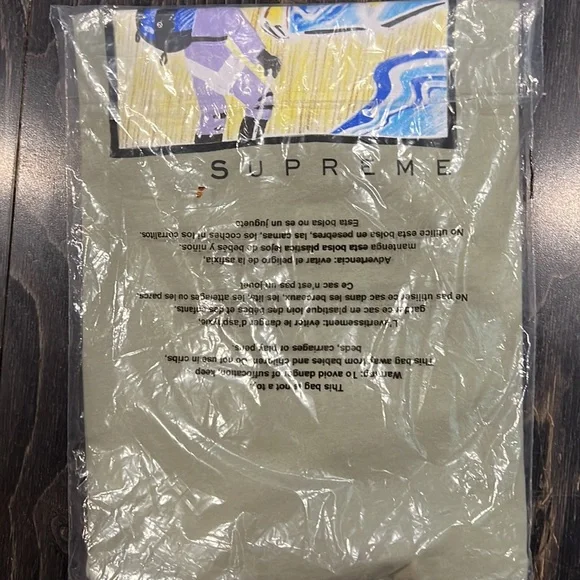 SUPRÊME
This bag is not a toy
Warning: To avoid danger of suffocation, keep
This bag away from babies and children. Do not use in cribs,
beds, carriages or play pens.
L'avertissement: éviter le danger d'asphyxie,
gardez ce sac en plastique loin des bébés et des enfants.
Ne pas utiliser ce sac dans les berceaux, les lits, les attelages ou les parcs.
Ce sac n'est pas un jouet
Advertencia: evitar el peligro de la asfixia,
mantenga esta bolsa plástica lejos de bebés y niños.
No utilice esta bolsa en pesebres, las camas, los coches ni los corralitos.
Esta bolsa no es un juguete